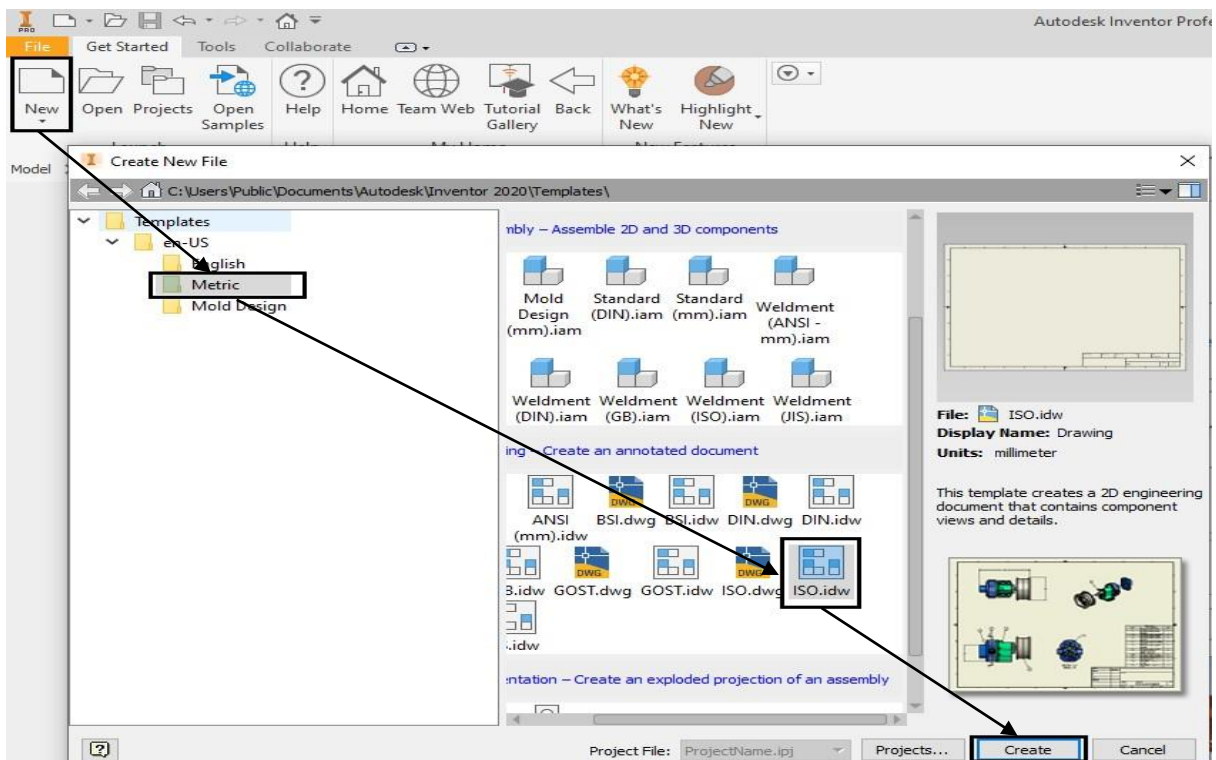 PRO
Autodesk Inventor Profe
File Get Started Tools Collaborate
New Open Projects Open Samples Help Home Team Web Tutorial Gallery Back What's New Highlight New
Model
Create New File
C:\Users\Public\Documents\Autodesk\Inventor 2020\Templates\
Templates
en-US
English
Metric
Mold Design
mbly – Assemble 2D and 3D components
Mold Design (mm).iam
Standard (DIN).iam
Standard (mm).iam
Weldment (ANSI - mm).iam
Weldment (DIN).iam
Weldment (GB).iam
Weldment (ISO).iam
Weldment (JIS).iam
ing – Create an annotated document
ANSI (mm).idw
BSI.dwg
BSI.idw
DIN.dwg
DIN.idw
B.idw
GOST.dwg
GOST.idw
ISO.dwg
ISO.idw
.idw
entation – Create an exploded projection of an assembly
File: ISO.idw
Display Name: Drawing
Units: millimeter
This template creates a 2D engineering
document that contains component
views and details.
Project File: ProjectName.ipj Projects... Create Cancel